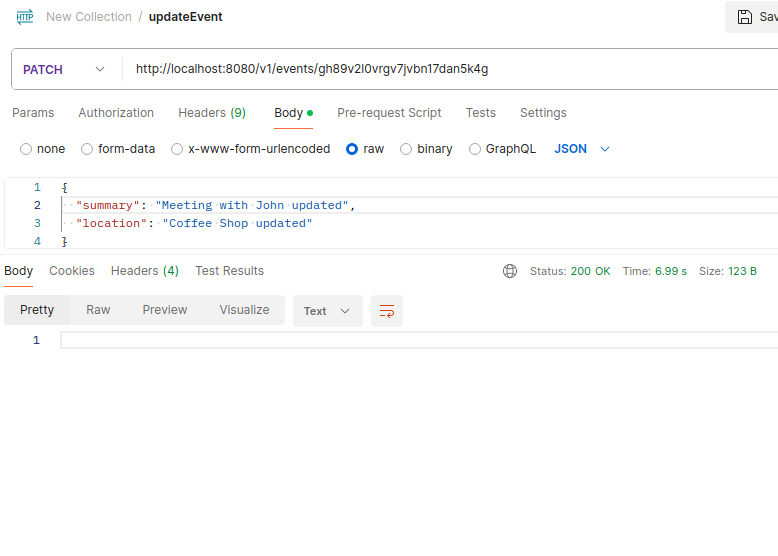 HTTP New Collection / updateEvent Sav
PATCH http://localhost:8080/v1/events/gh89v2l0vrgv7jvbn17dan5k4g
Params Authorization Headers (9) Body Pre-request Script Tests Settings
none form-data x-www-form-urlencoded raw binary GraphQL JSON
1 {
2 "summary": "Meeting with John updated",
3 "location": "Coffee Shop updated"
4 }
Body Cookies Headers (4) Test Results Status: 200 OK Time: 6.99 s Size: 123 B
Pretty Raw Preview Visualize Text
1